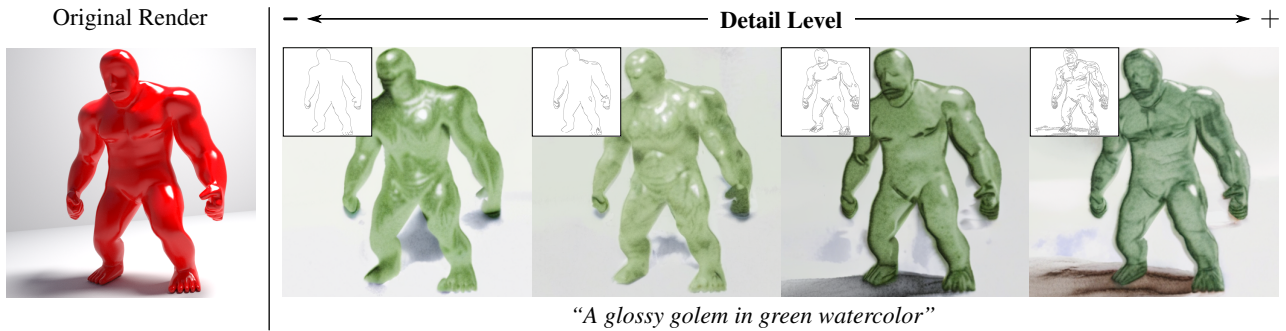 Original Render
- Detail Level +
“A glossy golem in green watercolor”